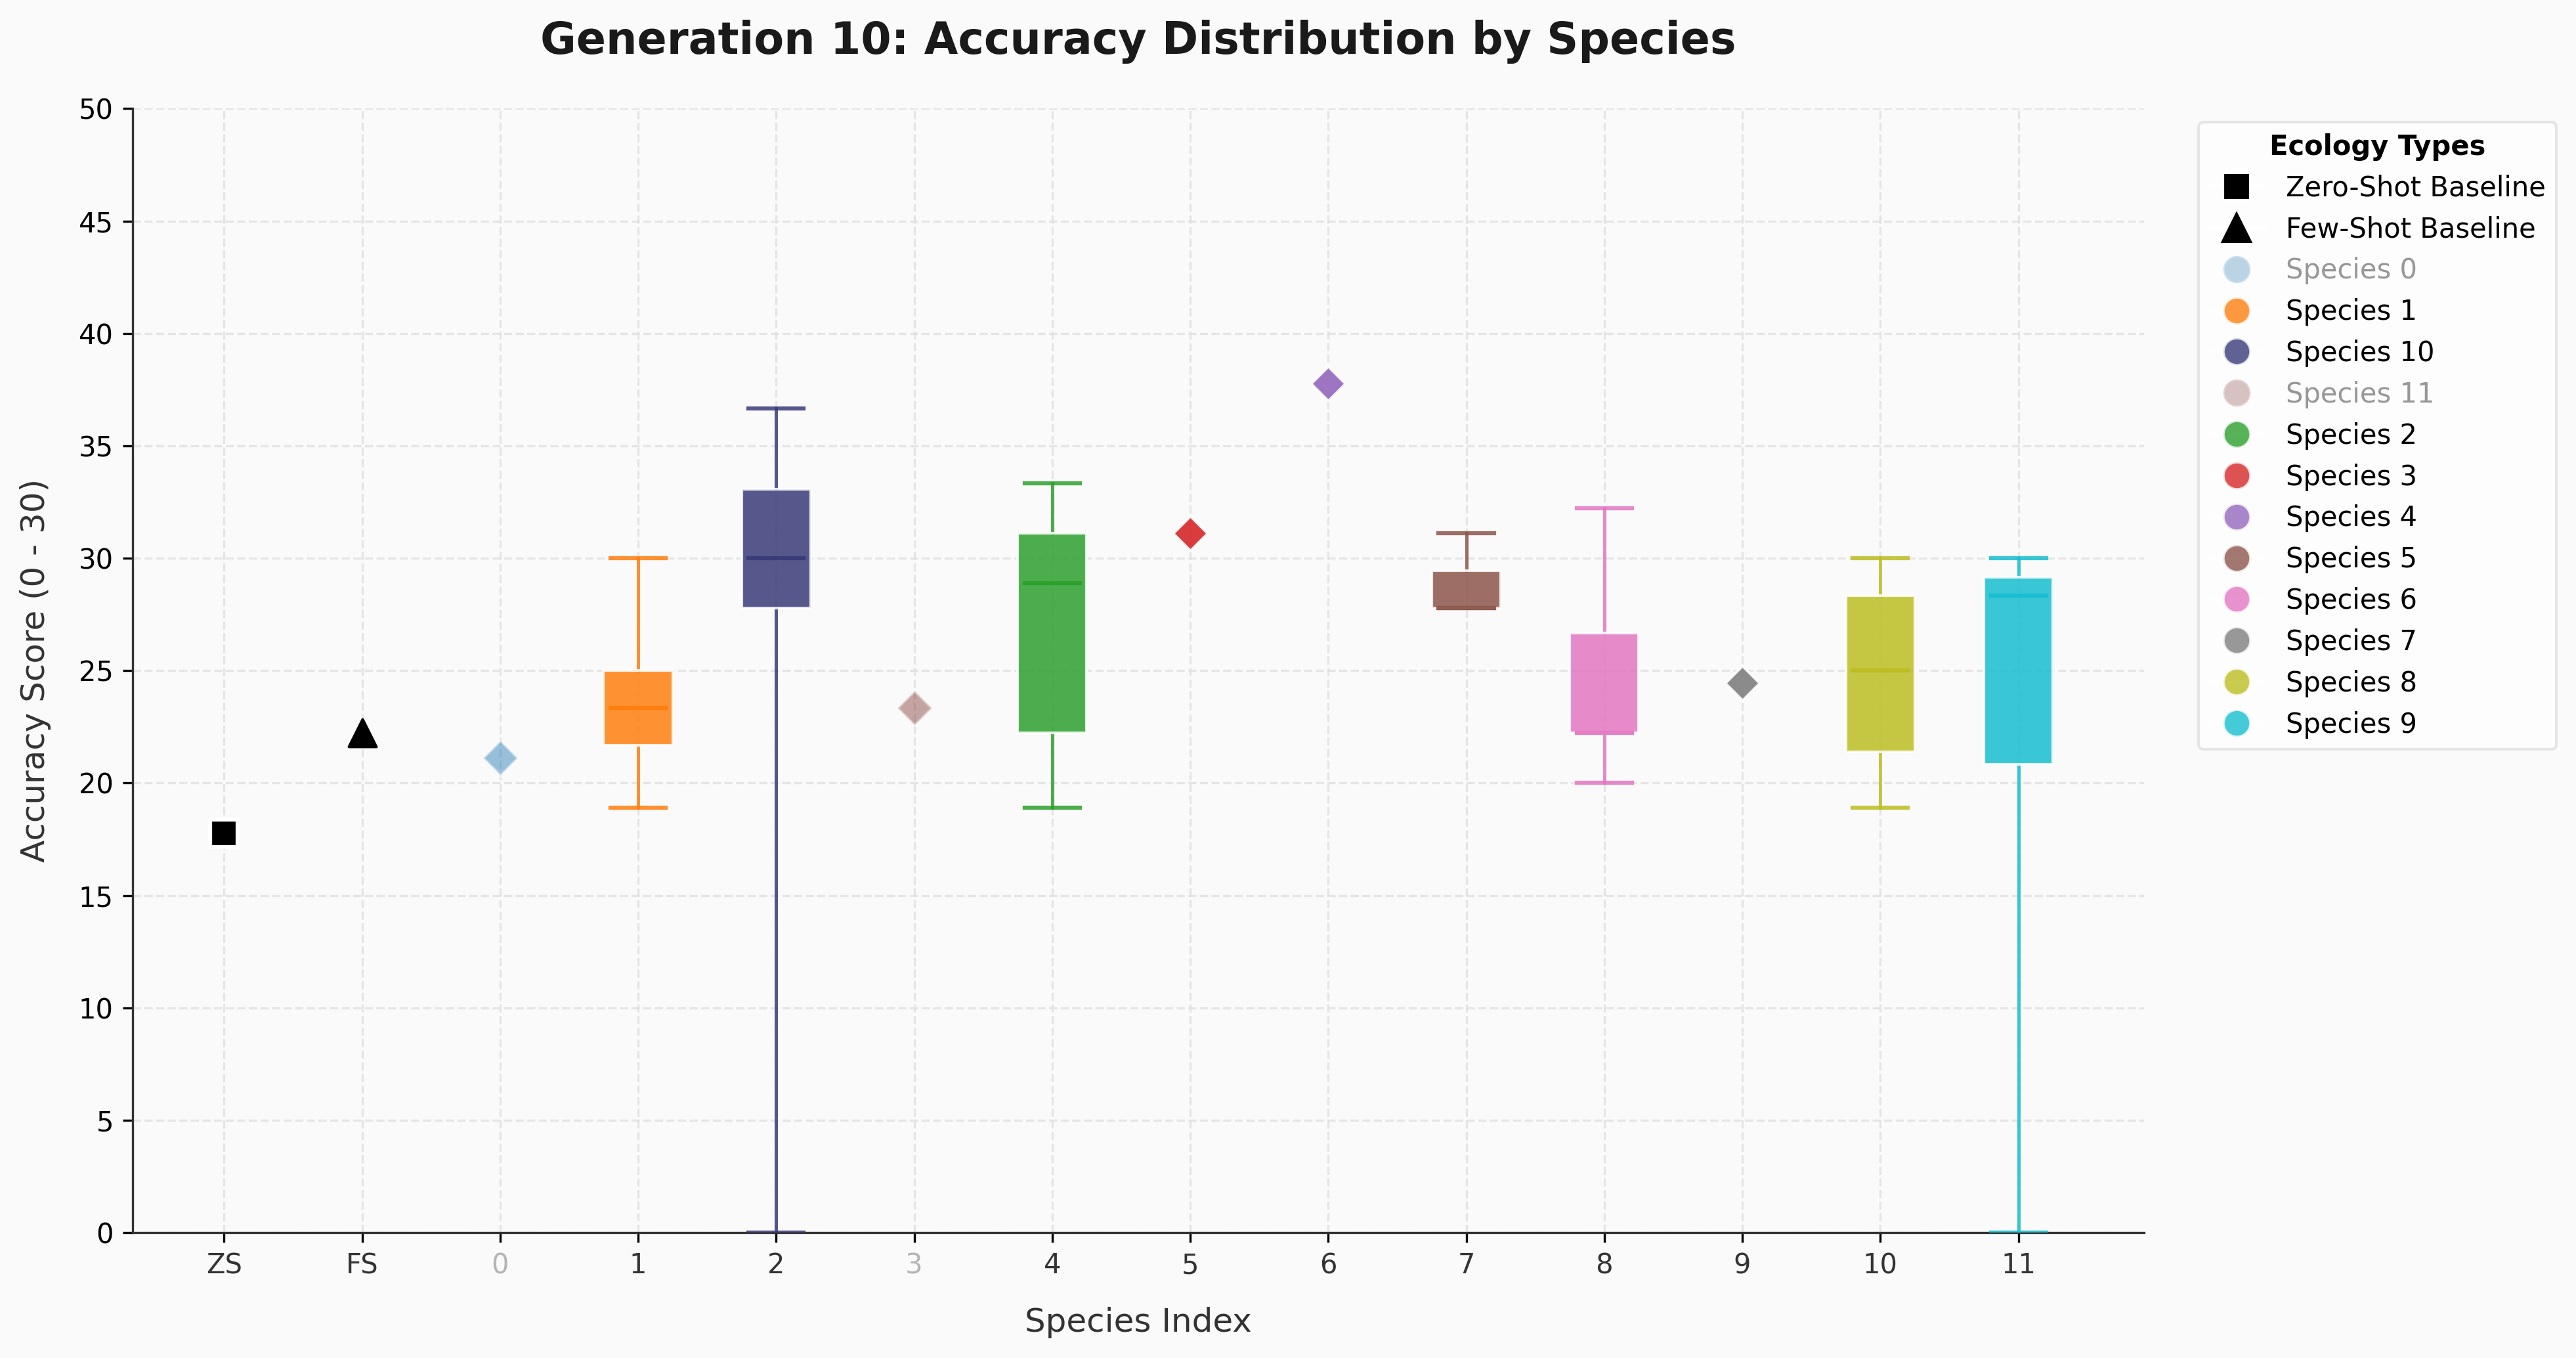 Generation 10: Accuracy Distribution by Species
Accuracy Score (0 - 30)
50
45
40
35
30
25
20
15
10
5
0
ZS FS 0 1 2 3 4 5 6 7 8 9 10 11
Species Index
Ecology Types
Zero-Shot Baseline
Few-Shot Baseline
Species 0
Species 1
Species 10
Species 11
Species 2
Species 3
Species 4
Species 5
Species 6
Species 7
Species 8
Species 9